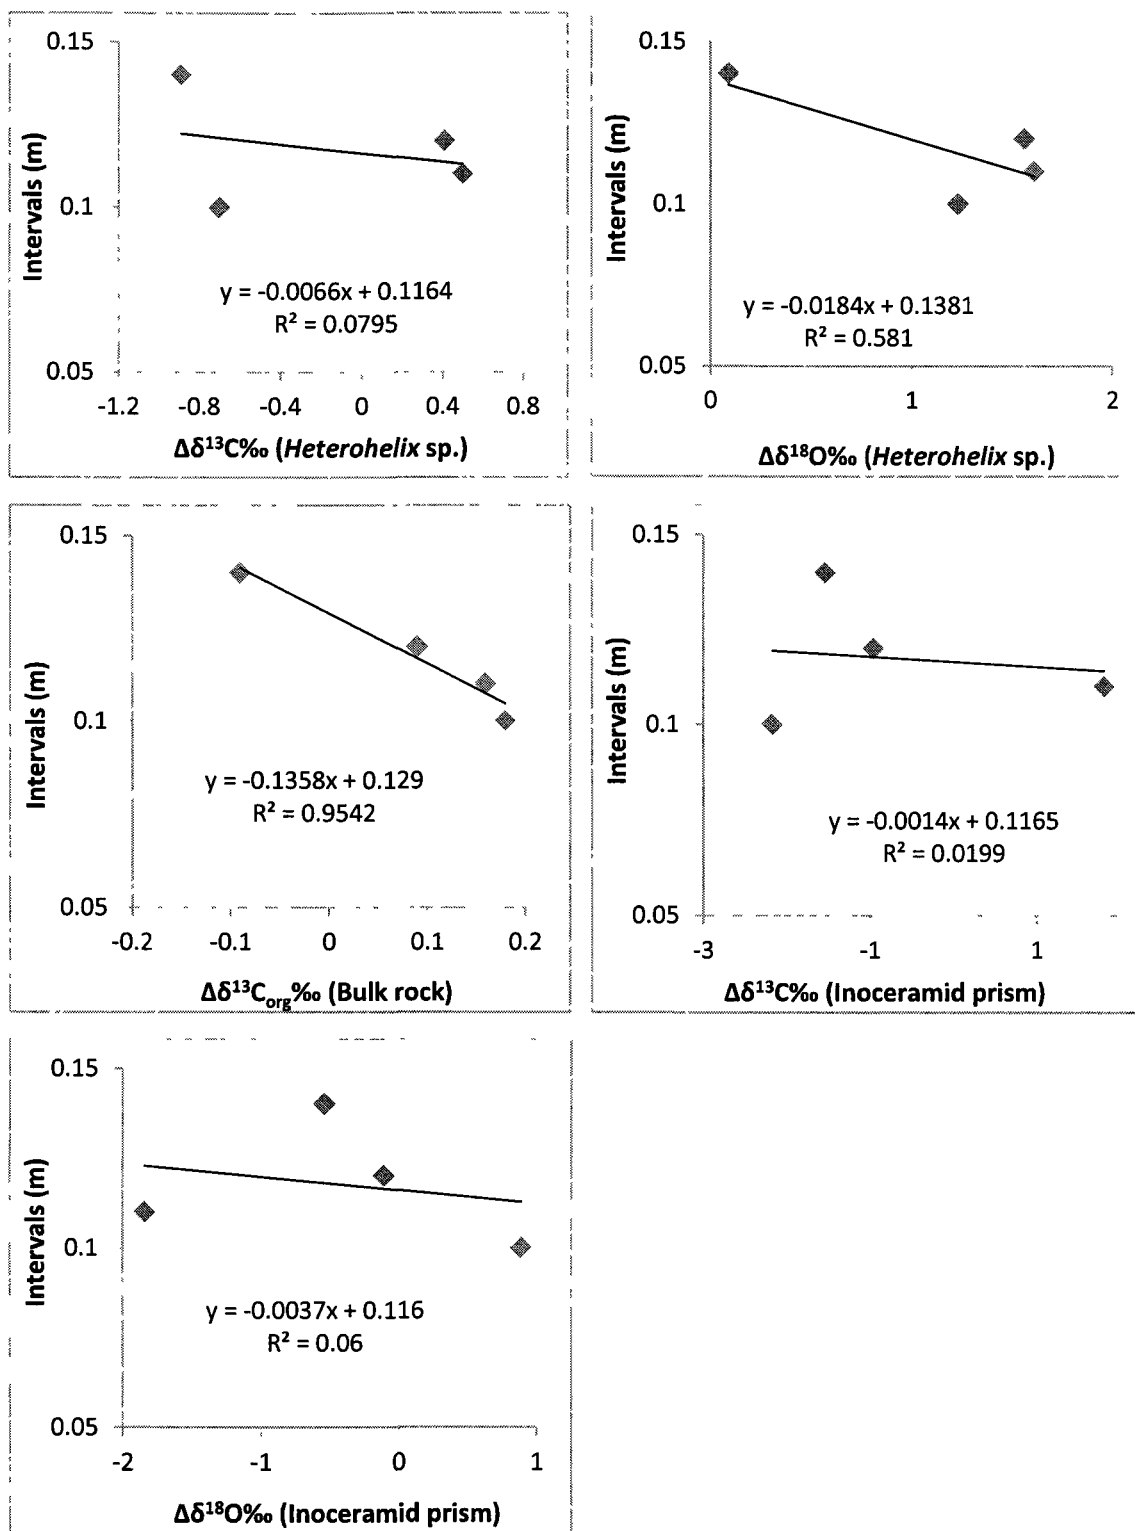 0.15
0.1
0.05
Intervals (m)
y = -0.0066x + 0.1164
R² = 0.0795
-1.2 -0.8 -0.4 0 0.4 0.8
Δδ¹³C‰ (Heterohelix sp.)
0.15
0.1
0.05
Intervals (m)
y = -0.0184x + 0.1381
R² = 0.581
0 1 2
Δδ¹⁸O‰ (Heterohelix sp.)
0.15
0.1
0.05
Intervals (m)
y = -0.1358x + 0.129
R² = 0.9542
-0.2 -0.1 0 0.1 0.2
Δδ¹³Corg‰ (Bulk rock)
0.15
0.1
0.05
Intervals (m)
y = -0.0014x + 0.1165
R² = 0.0199
-3 -1 1
Δδ¹³C‰ (Inoceramid prism)
0.15
0.1
0.05
Intervals (m)
y = -0.0037x + 0.116
R² = 0.06
-2 -1 0 1
Δδ¹⁸O‰ (Inoceramid prism)